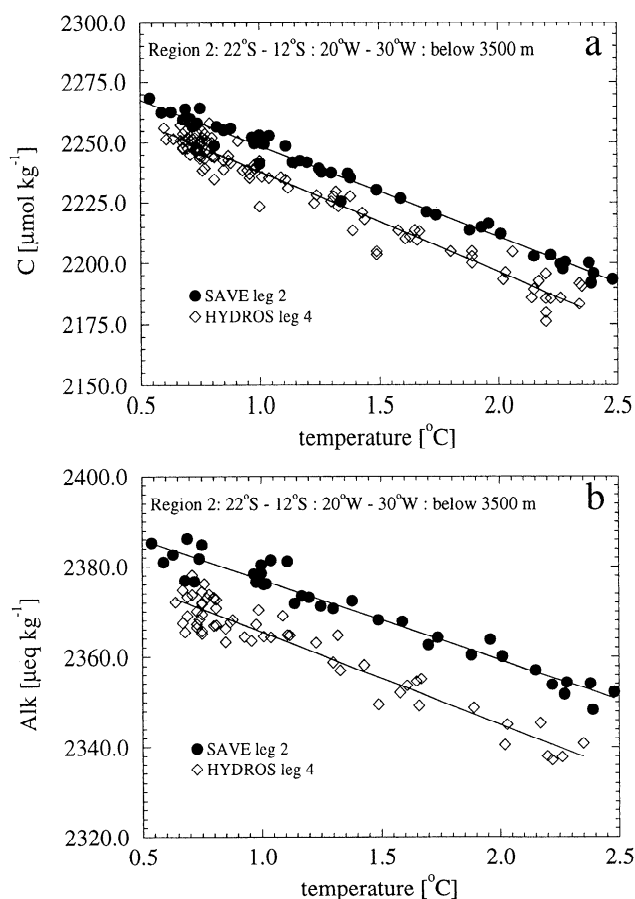 Region 2: 22°S - 12°S : 20°W - 30°W : below 3500 m
a
2300.0
2275.0
2250.0
2225.0
2200.0
2175.0
2150.0
C [μmol kg⁻¹]
SAVE leg 2
HYDROS leg 4
0.5 1.0 1.5 2.0 2.5
temperature [°C]
Region 2: 22°S - 12°S : 20°W - 30°W : below 3500 m
b
2400.0
2380.0
2360.0
2340.0
2320.0
Alk [μeq kg⁻¹]
SAVE leg 2
HYDROS leg 4
0.5 1.0 1.5 2.0 2.5
temperature [°C]